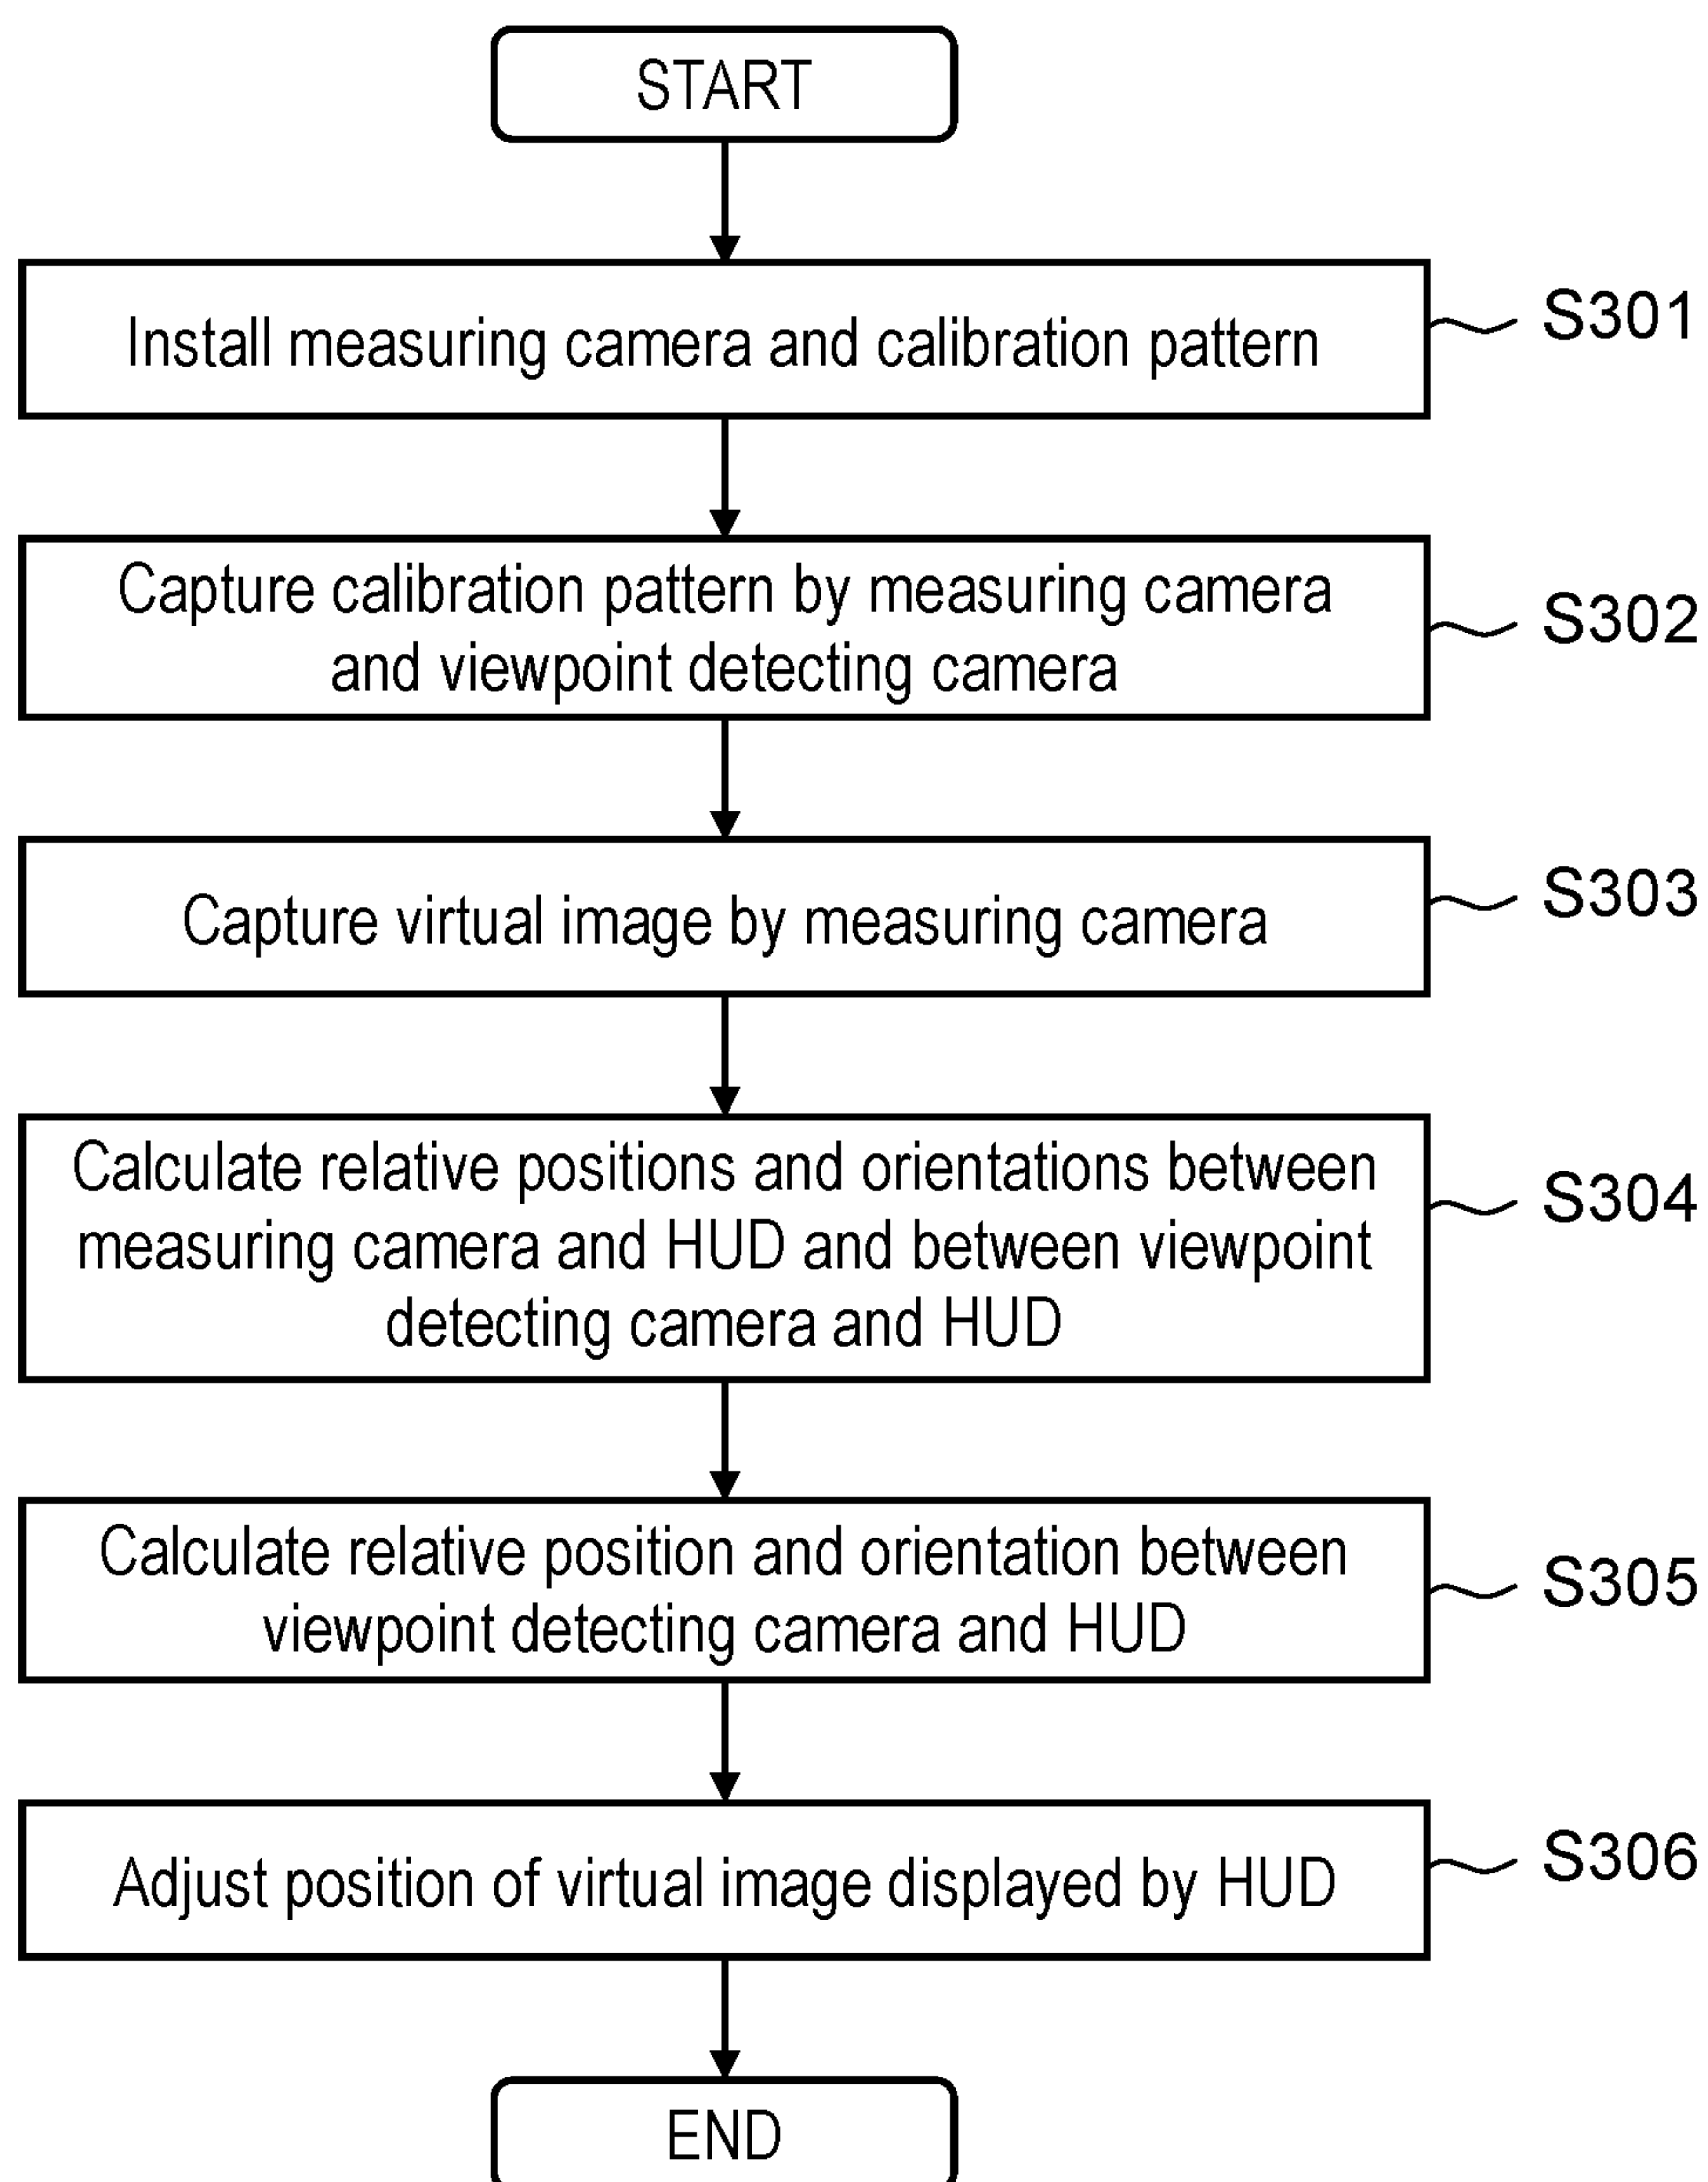 START
Install measuring camera and calibration pattern
S301
Capture calibration pattern by measuring camera
and viewpoint detecting camera
S302
Capture virtual image by measuring camera
S303
Calculate relative positions and orientations between
measuring camera and HUD and between viewpoint
detecting camera and HUD
S304
Calculate relative position and orientation between
viewpoint detecting camera and HUD
S305
Adjust position of virtual image displayed by HUD
S306
END